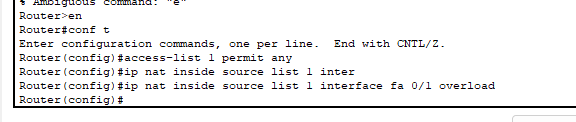 % Ambiguous command: "e"
Router>en
Router#conf t
Enter configuration commands, one per line.  End with CNTL/Z.
Router(config)#access-list 1 permit any
Router(config)#ip nat inside source list 1 inter
Router(config)#ip nat inside source list 1 interface fa 0/1 overload
Router(config)#